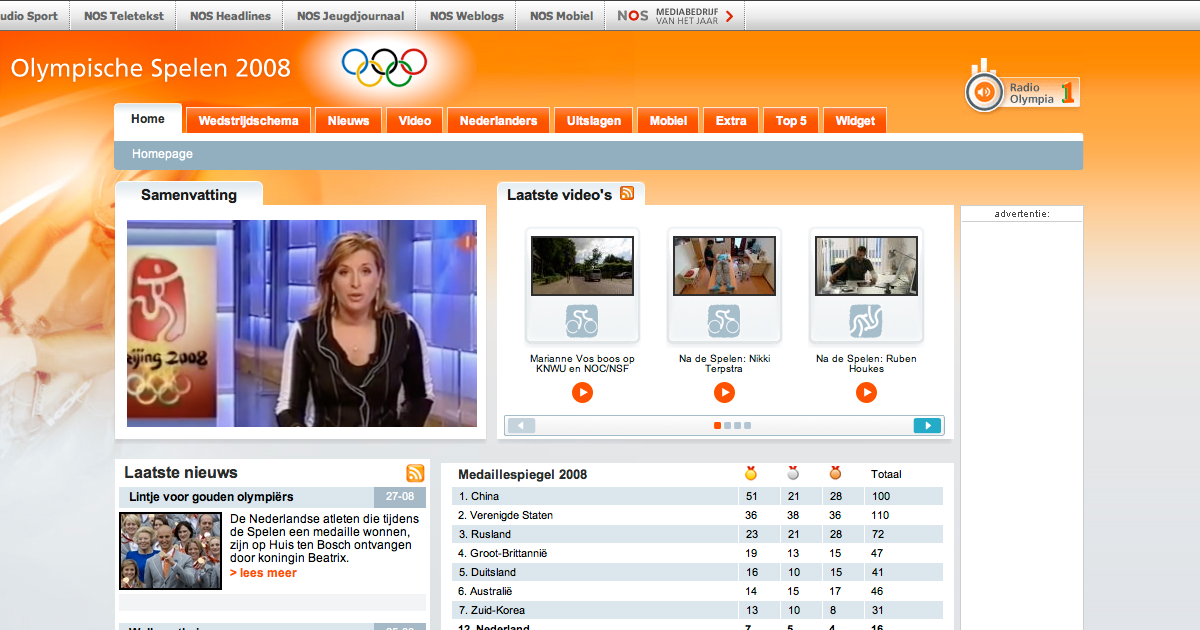 udio Sport NOS Teletekst NOS Headlines NOS Jeugdjournaal NOS Weblogs NOS Mobiel NOS MEDIABEDRIJF
VAN HET JAAR
Olympische Spelen 2008
Radio
Olympia 1
Home Wedstrijdschema Nieuws Video Nederlanders Uitslagen Mobiel Extra Top 5 Widget
Homepage
Samenvatting
eijing 2008
Laatste video's
Marianne Vos boos op
KNWU en NOC/NSF
Na de Spelen: Nikki
Terpstra
Na de Spelen: Ruben
Houkes
advertentie:
Laatste nieuws
Lintje voor gouden olympiërs 27-08
De Nederlandse atleten die tijdens
de Spelen een medaille wonnen,
zijn op Huis ten Bosch ontvangen
door koningin Beatrix.
> lees meer
Medaillespiegel 2008 Totaal
1. China 51 21 28 100
2. Verenigde Staten 36 38 36 110
3. Rusland 23 21 28 72
4. Groot-Brittannië 19 13 15 47
5. Duitsland 16 10 15 41
6. Australië 14 15 17 46
7. Zuid-Korea 13 10 8 31
12. Nederland 7 5 4 16